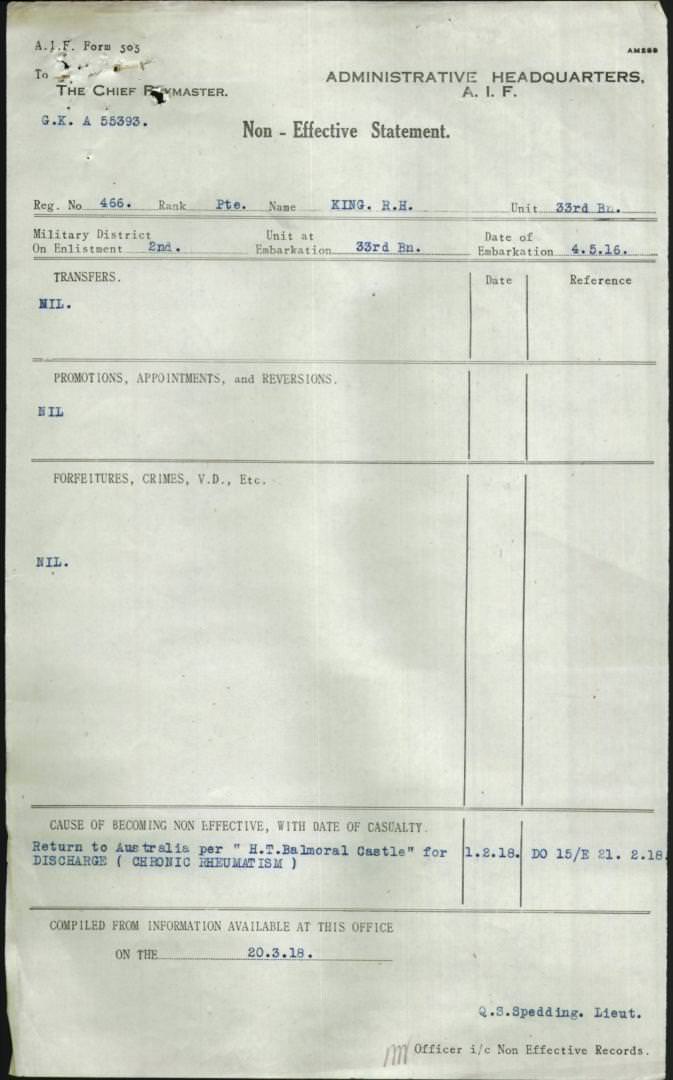 A.I.F. Form 505
AM288
To
THE CHIEF PAYMASTER.
ADMINISTRATIVE HEADQUARTERS,
A. I. F.
G.K. A 55393.
Non - Effective Statement.
Reg. No 466. Rank Pte. Name KING. R.H. Unit 33rd Bn.
Military District On Enlistment 2nd. Unit at Embarkation 33rd Bn. Date of Embarkation 4.5.16.
TRANSFERS. Date Reference
NIL.
PROMOTIONS, APPOINTMENTS, and REVERSIONS.
NIL
FORFEITURES, CRIMES, V.D., Etc.
NIL.
CAUSE OF BECOMING NON EFFECTIVE, WITH DATE OF CASUALTY.
Return to Australia per " H.T.Balmoral Castle" for 1.2.18. DO 15/E 21. 2.18.
DISCHARGE ( CHRONIC RHEUMATISM )
COMPILED FROM INFORMATION AVAILABLE AT THIS OFFICE
ON THE 20.3.18.
Q.S.Spedding. Lieut.
Officer i/c Non Effective Records.